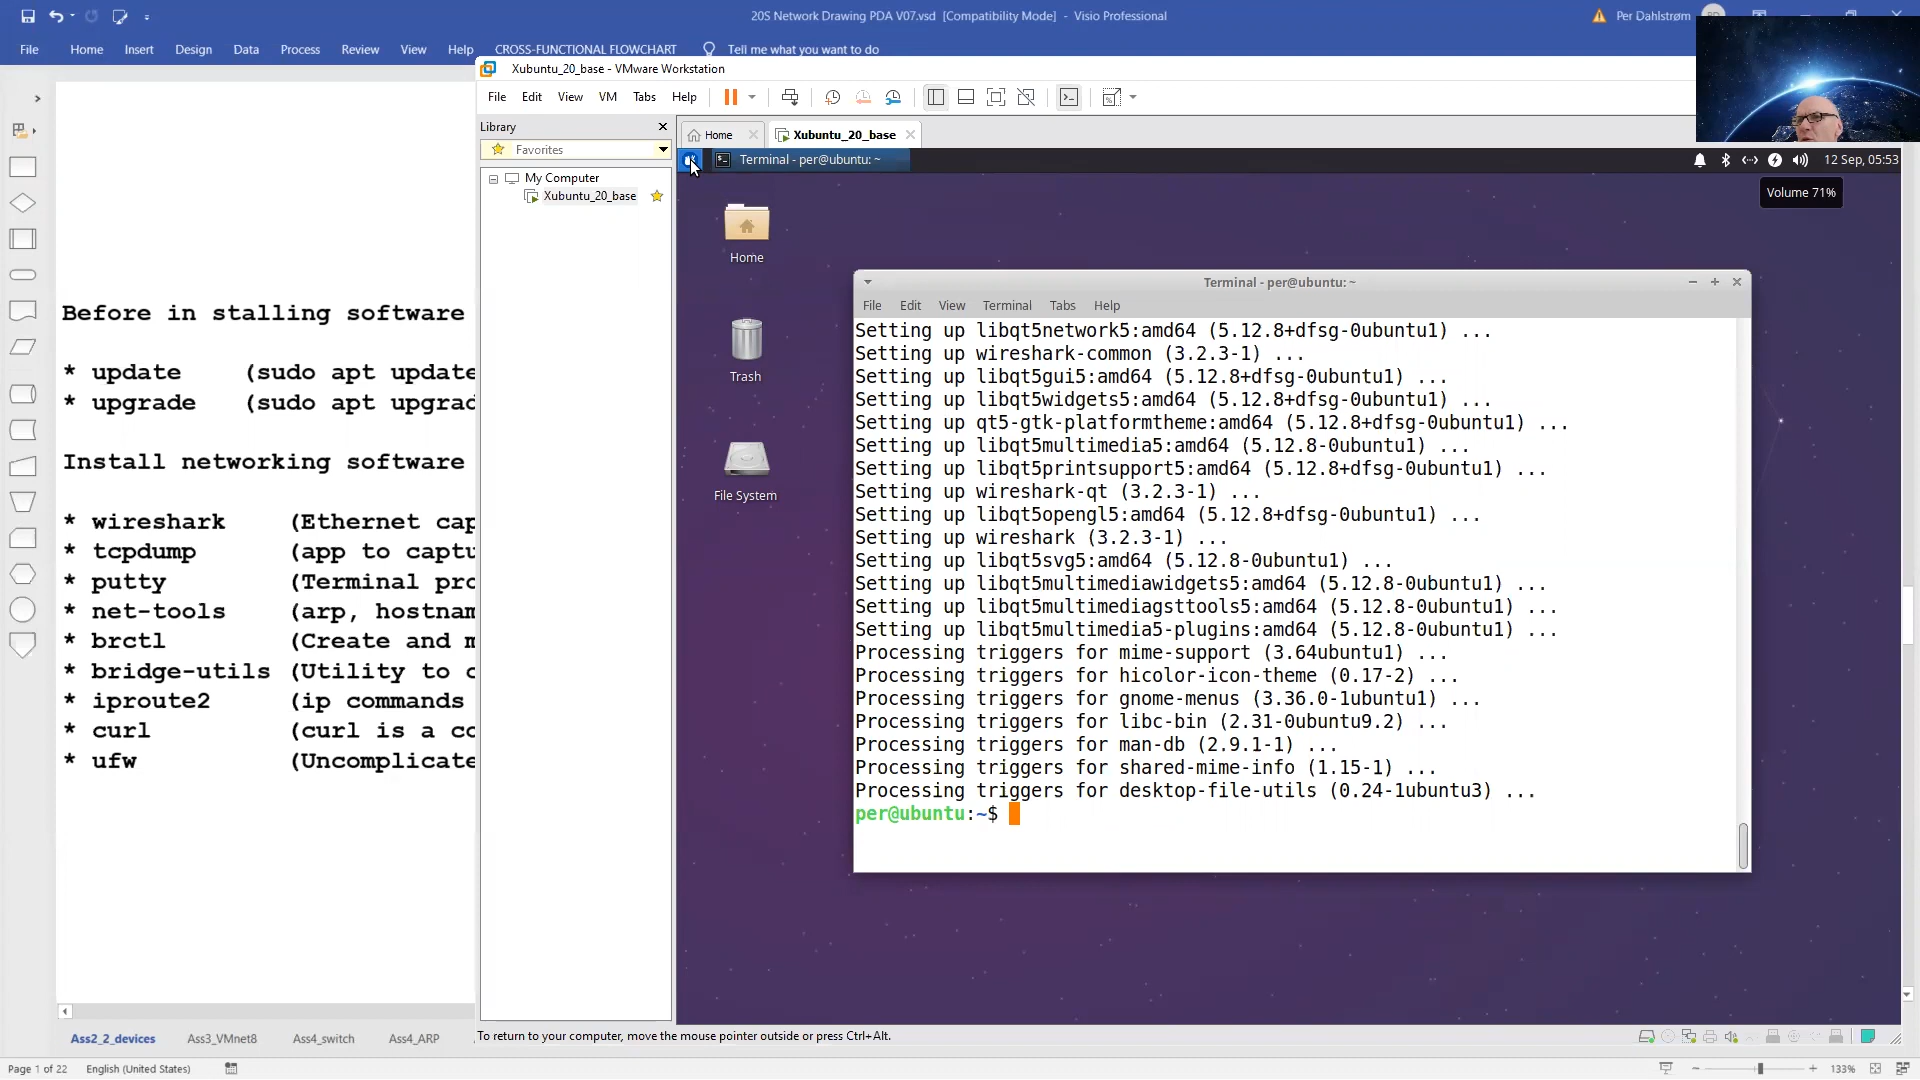 20S Network Drawing PDA V07.vsd [Compatibility Mode] - Visio Professional
Per Dahlstrøm
File Home Insert Design Data Process Review View Help CROSS-FUNCTIONAL FLOWCHART Tell me what you want to do
Before in stalling software
* update (sudo apt update
* upgrade (sudo apt upgrad
Install networking software
* wireshark (Ethernet cap
* tcpdump (app to captu
* putty (Terminal pro
* net-tools (arp, hostnam
* brctl (Create and m
* bridge-utils (Utility to c
* iproute2 (ip commands
* curl (curl is a co
* ufw (Uncomplicate
Xubuntu_20_base - VMware Workstation
File Edit View VM Tabs Help
Library
Favorites
My Computer
Xubuntu_20_base
Home Xubuntu_20_base
Terminal - per@ubuntu: ~
12 Sep, 05:53
Volume 71%
Home
Trash
File System
Terminal - per@ubuntu: ~
File Edit View Terminal Tabs Help
Setting up libqt5network5:amd64 (5.12.8+dfsg-0ubuntu1) ...
Setting up wireshark-common (3.2.3-1) ...
Setting up libqt5gui5:amd64 (5.12.8+dfsg-0ubuntu1) ...
Setting up libqt5widgets5:amd64 (5.12.8+dfsg-0ubuntu1) ...
Setting up qt5-gtk-platformtheme:amd64 (5.12.8+dfsg-0ubuntu1) ...
Setting up libqt5multimedia5:amd64 (5.12.8-0ubuntu1) ...
Setting up libqt5printsupport5:amd64 (5.12.8+dfsg-0ubuntu1) ...
Setting up wireshark-qt (3.2.3-1) ...
Setting up libqt5opengl5:amd64 (5.12.8+dfsg-0ubuntu1) ...
Setting up wireshark (3.2.3-1) ...
Setting up libqt5svg5:amd64 (5.12.8-0ubuntu1) ...
Setting up libqt5multimediawidgets5:amd64 (5.12.8-0ubuntu1) ...
Setting up libqt5multimediagsttools5:amd64 (5.12.8-0ubuntu1) ...
Setting up libqt5multimedia5-plugins:amd64 (5.12.8-0ubuntu1) ...
Processing triggers for mime-support (3.64ubuntu1) ...
Processing triggers for hicolor-icon-theme (0.17-2) ...
Processing triggers for gnome-menus (3.36.0-1ubuntu1) ...
Processing triggers for libc-bin (2.31-0ubuntu9.2) ...
Processing triggers for man-db (2.9.1-1) ...
Processing triggers for shared-mime-info (1.15-1) ...
Processing triggers for desktop-file-utils (0.24-1ubuntu3) ...
per@ubuntu:~$
To return to your computer, move the mouse pointer outside or press Ctrl+Alt.
Ass2_2_devices Ass3_VMnet8 Ass4_switch Ass4_ARP
Page 1 of 22 English (United States)
133%